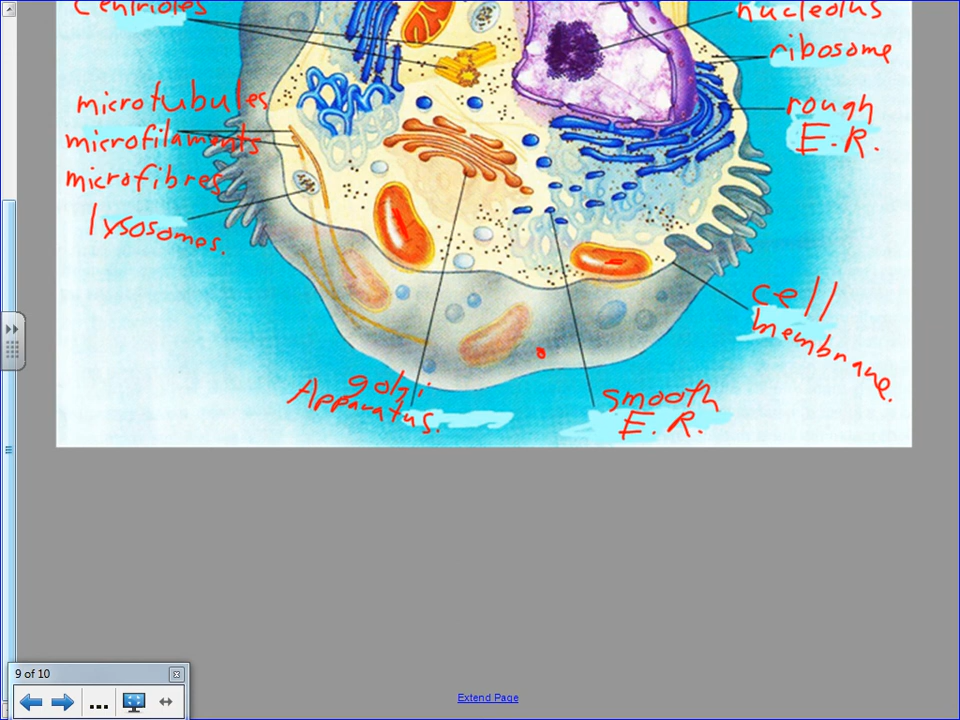 Centrioles
nucleolus
ribosome
microtubules
microfilaments
microfibres
lysosomes.
rough
E.R.
cell
membrane.
golgi
Apparatus.
smooth
E.R.
9 of 10
...
Extend Page